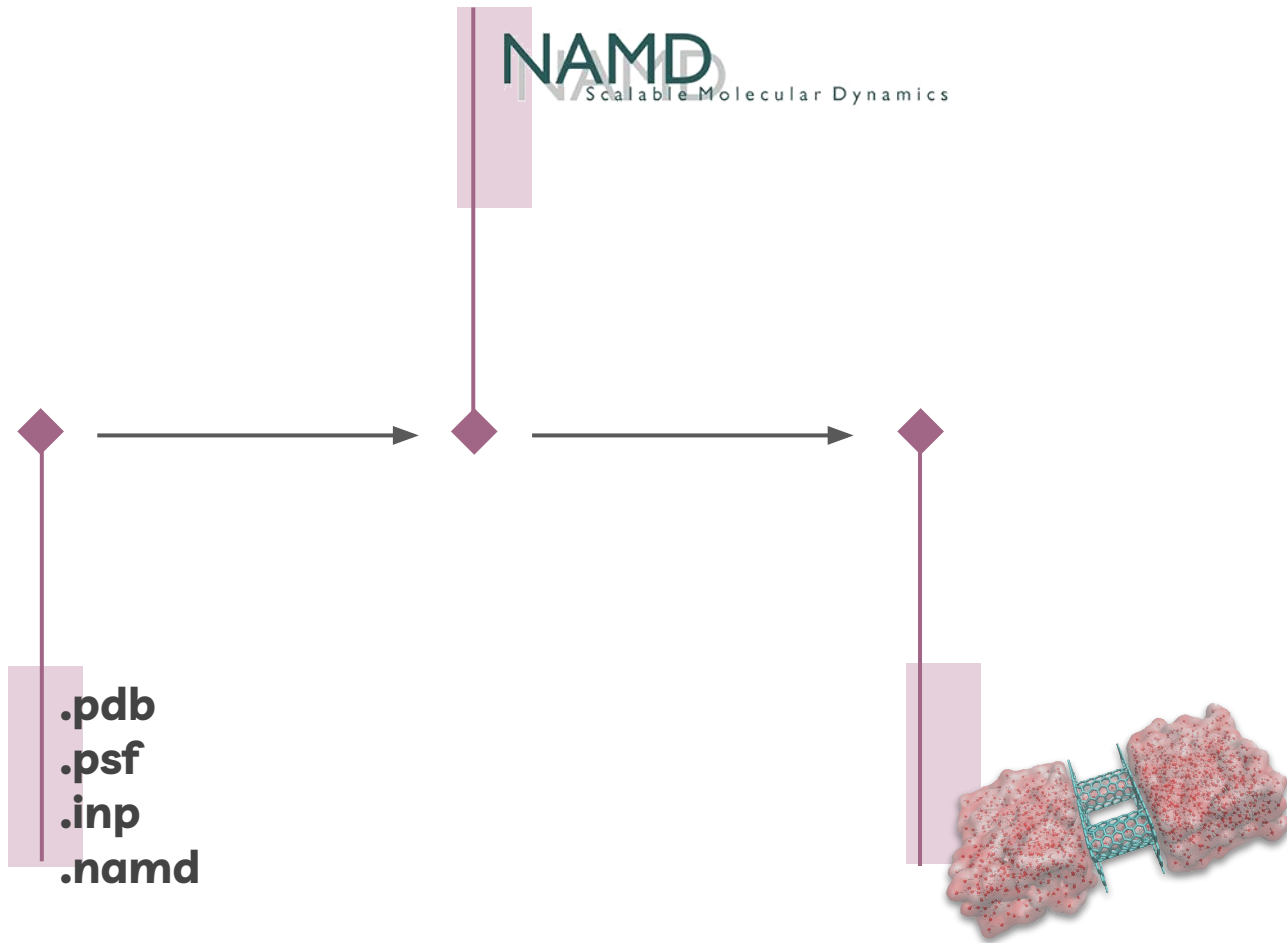 NAMD
Scalable Molecular Dynamics
.pdb
.psf
.inp
.namd